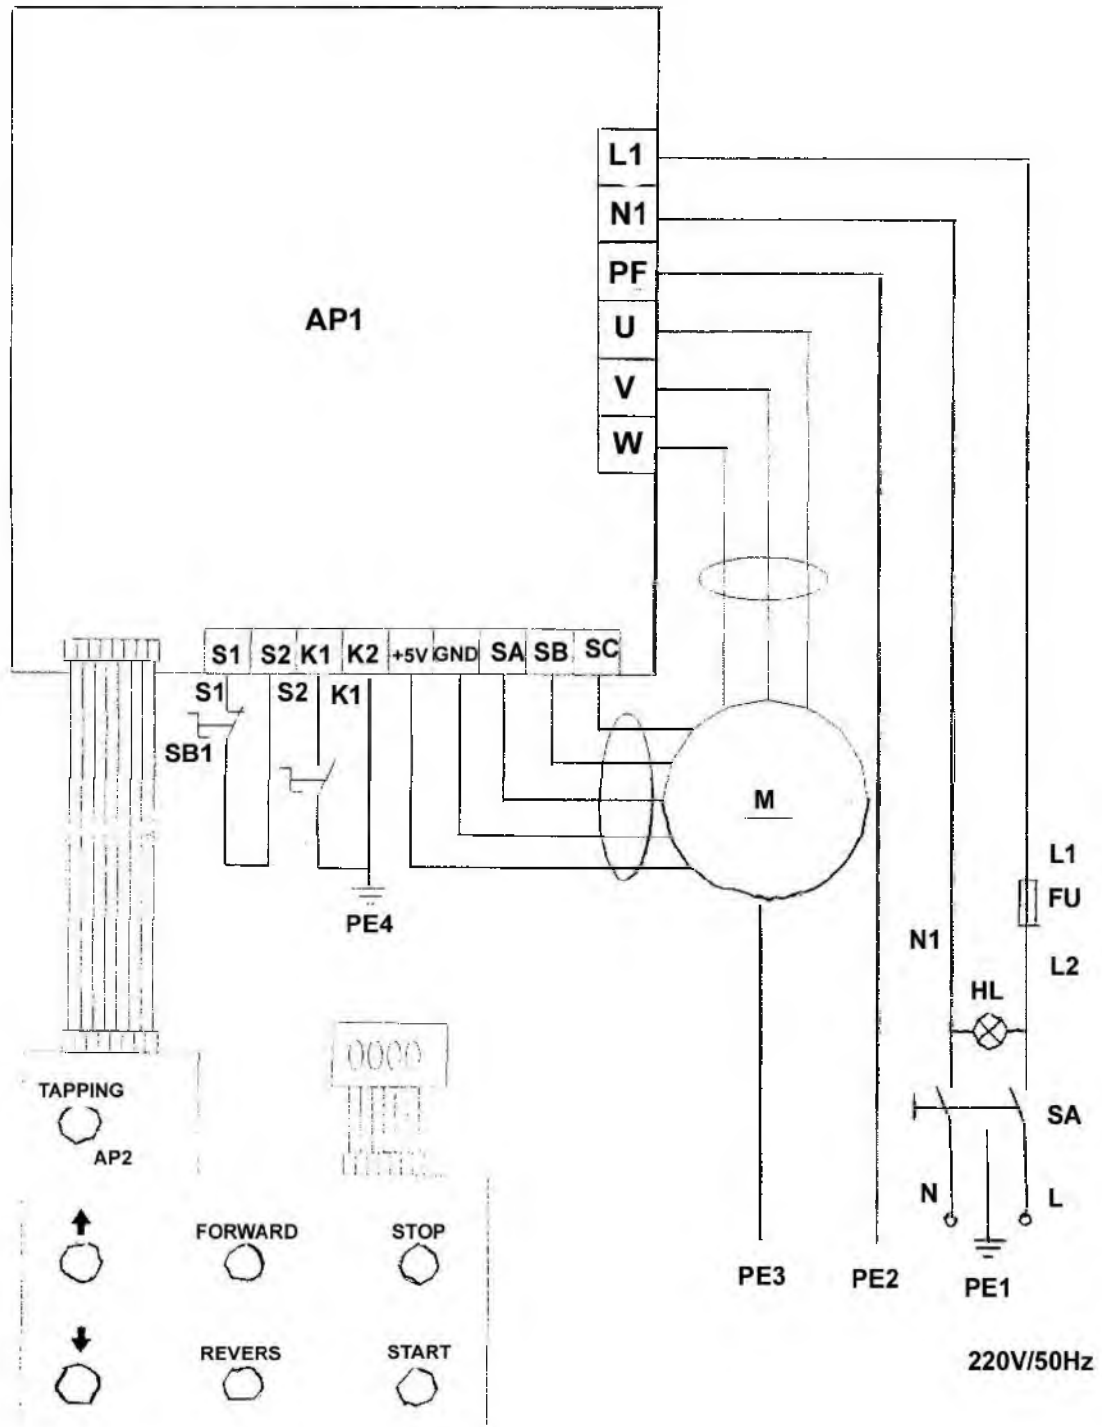 L1
N1
PF
AP1
U
V
W
S1 S2 K1 K2 +5V GND SA SB SC
S1 S2 K1
SB1
M
L1
FU
PE4
N1
L2
HL
0000
TAPPING
SA
AP2
N L
FORWARD STOP
PE3 PE2 PE1
REVERS START
220V/50Hz